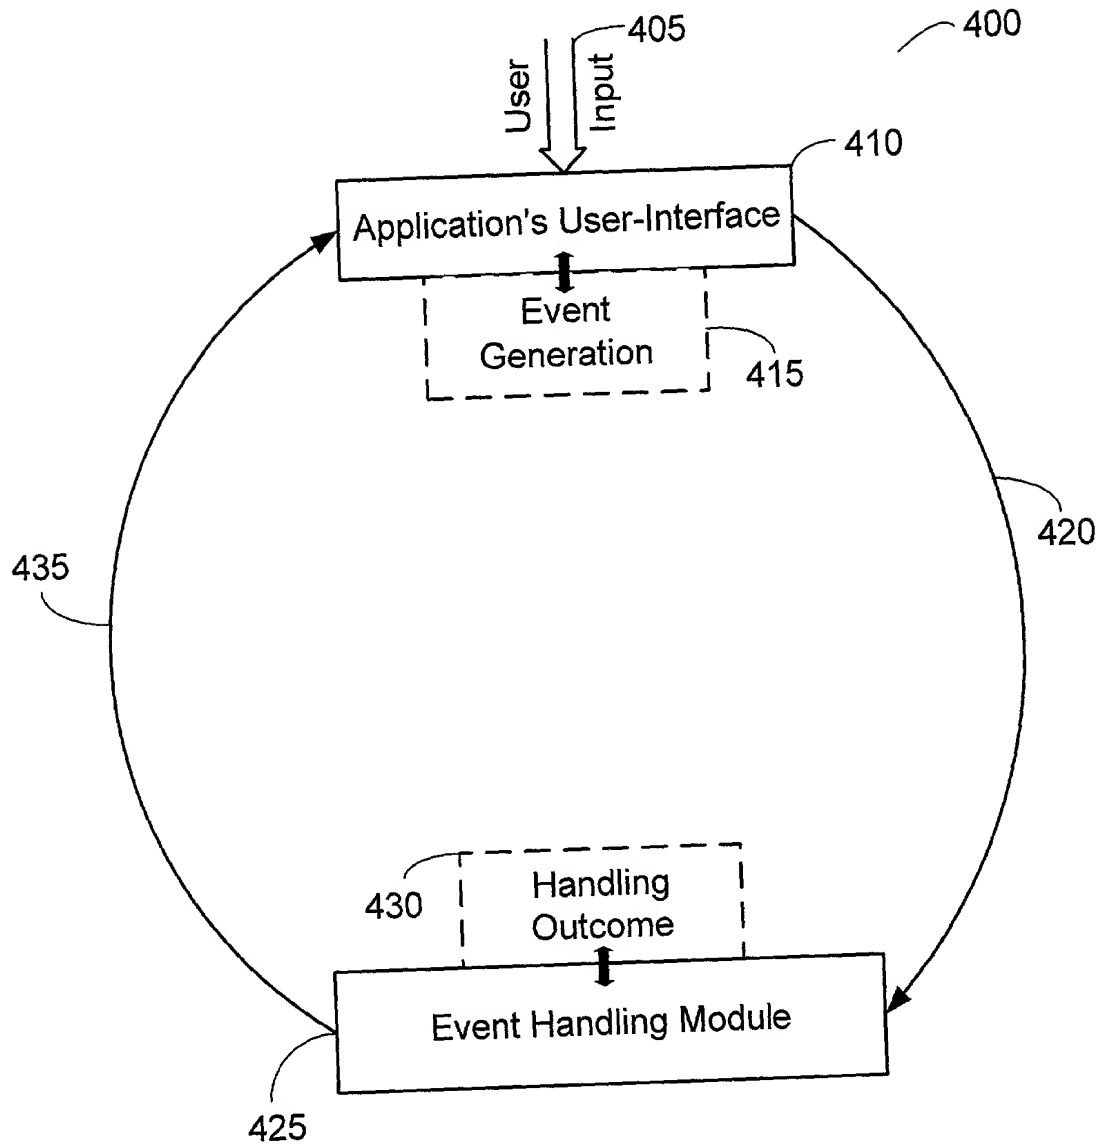 405
400
User
Input
410
Application's User-Interface
Event
Generation
415
420
435
430
Handling
Outcome
Event Handling Module
425